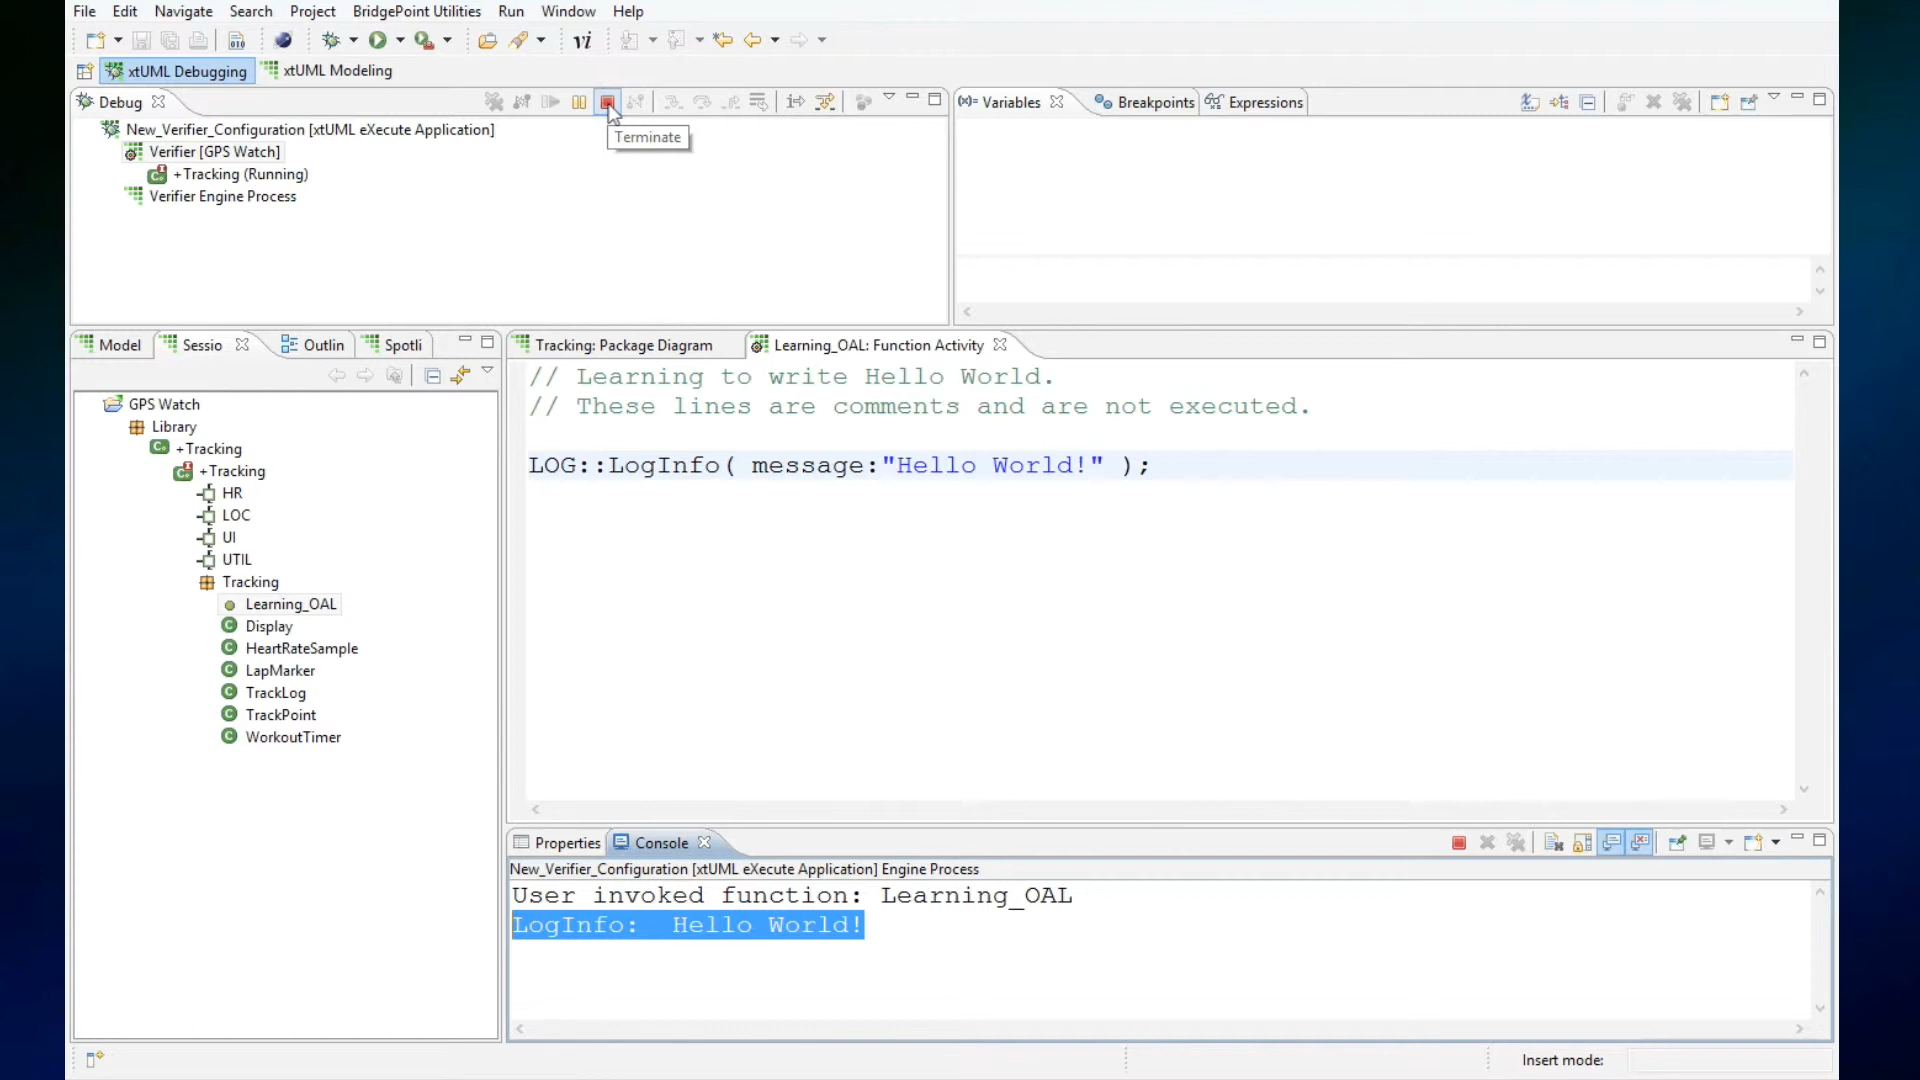 File Edit Navigate Search Project BridgePoint Utilities Run Window Help
xtUML Debugging xtUML Modeling
Debug
Terminate
New_Verifier_Configuration [xtUML eXecute Application]
Verifier [GPS Watch]
+Tracking (Running)
Verifier Engine Process
(x)= Variables Breakpoints Expressions
Model Sessio Outlin Spotli
GPS Watch
Library
+Tracking
+Tracking
HR
LOC
UI
UTIL
Tracking
Learning_OAL
Display
HeartRateSample
LapMarker
TrackLog
TrackPoint
WorkoutTimer
Tracking: Package Diagram Learning_OAL: Function Activity
// Learning to write Hello World.
// These lines are comments and are not executed.
LOG::LogInfo( message:"Hello World!" );
Properties Console
New_Verifier_Configuration [xtUML eXecute Application] Engine Process
User invoked function: Learning_OAL
LogInfo:  Hello World!
Insert mode: